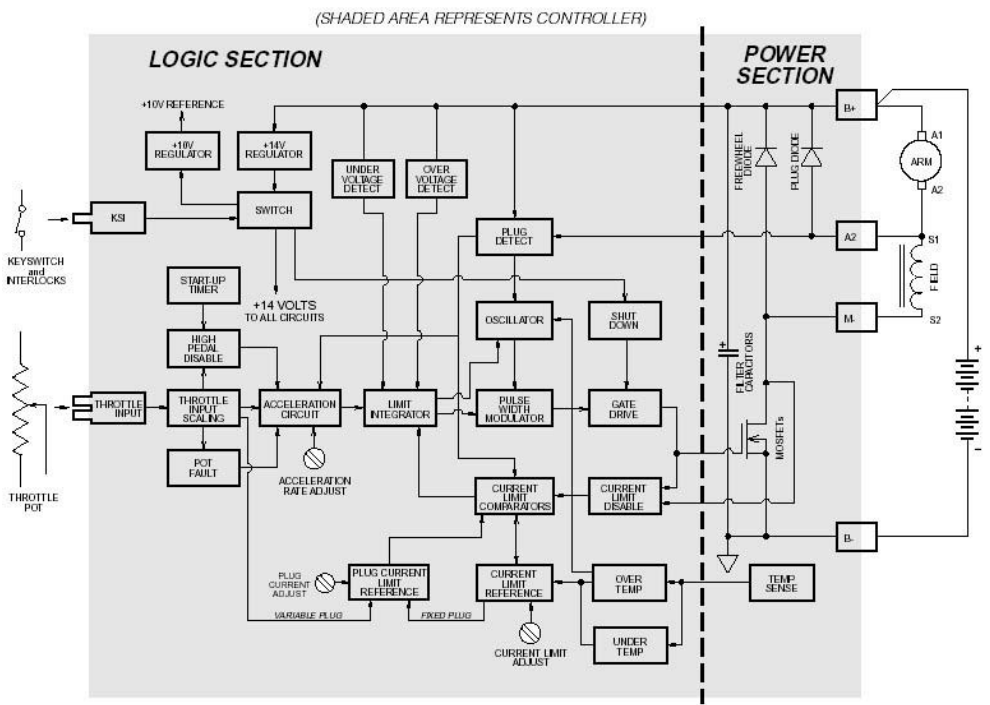 (SHADED AREA REPRESENTS CONTROLLER)
LOGIC SECTION
POWER
SECTION
+10V REFERENCE
+10V
REGULATOR
+14V
REGULATOR
UNDER
VOLTAGE
DETECT
OVER
VOLTAGE
DETECT
FREEWHEEL
DIODE
PLUG DIODE
B+
A1
ARM
A2
KSI
SWITCH
PLUG
DETECT
A2
S1
FIELD
S2
KEYSWITCH
and
INTERLOCKS
START-UP
TIMER
+14 VOLTS
TO ALL CIRCUITS
OSCILLATOR
SHUT
DOWN
M-
HIGH
PEDAL
DISABLE
+
FILTER
CAPACITORS
+
-
THROTTLE
INPUT
THROTTLE
INPUT
SCALING
ACCELERATION
CIRCUIT
LIMIT
INTEGRATOR
PULSE
WIDTH
MODULATOR
GATE
DRIVE
MOSFETs
POT
FAULT
THROTTLE
POT
ACCELERATION
RATE ADJUST
CURRENT
LIMIT
COMPARATORS
CURRENT
LIMIT
DISABLE
B-
PLUG
CURRENT
ADJUST
PLUG CURRENT
LIMIT
REFERENCE
CURRENT
LIMIT
REFERENCE
OVER
TEMP
TEMP
SENSE
VARIABLE PLUG
FIXED PLUG
UNDER
TEMP
CURRENT LIMIT
ADJUST